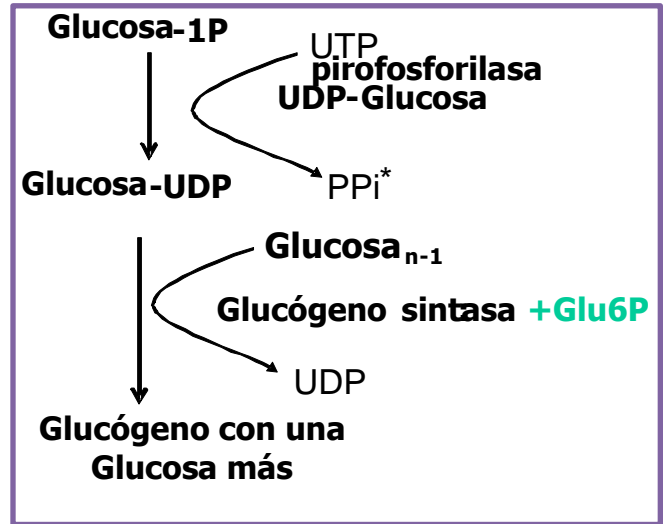 Glucosa-1P
UTP
pirofosforilasa
UDP-Glucosa
Glucosa-UDP
PPi*
Glucosa n-1
Glucógeno sintasa +Glu6P
UDP
Glucógeno con una
Glucosa más